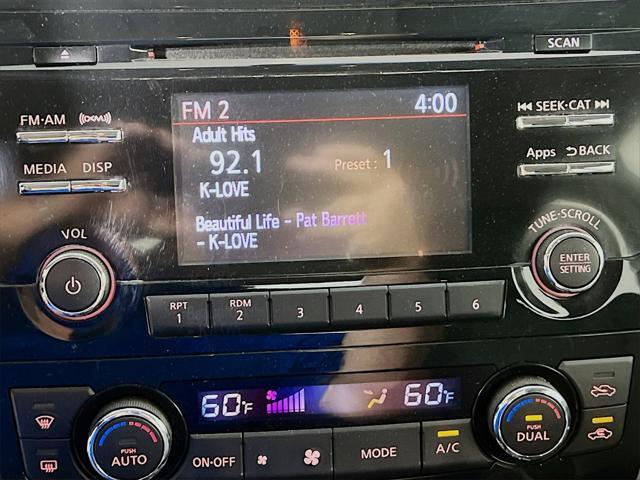 SCAN
FM 2 4:00
FM·AM ((XM))
SEEK·CAT
Adult Hits
92.1 Preset : 1
K-LOVE
Apps BACK
MEDIA DISP
Beautiful Life - Pat Barrett
- K-LOVE
TUNE·SCROLL
VOL
ENTER
SETTING
RPT
1
RDM
2
3 4 5 6
60°F 60°F
PUSH
AUTO
ON·OFF
MODE
A/C
PUSH
DUAL